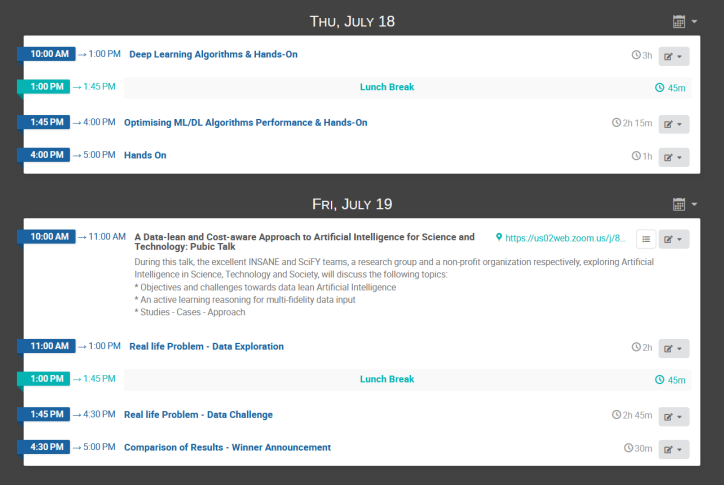 Thu, July 18
10:00 AM → 1:00 PM Deep Learning Algorithms & Hands-On 3h
1:00 PM → 1:45 PM Lunch Break 45m
1:45 PM → 4:00 PM Optimising ML/DL Algorithms Performance & Hands-On 2h 15m
4:00 PM → 5:00 PM Hands On 1h
Fri, July 19
10:00 AM → 11:00 AM A Data-lean and Cost-aware Approach to Artificial Intelligence for Science and https://us02web.zoom.us/j/8...
Technology: Pubic Talk
During this talk, the excellent INSANE and SciFY teams, a research group and a non-profit organization respectively, exploring Artificial
Intelligence in Science, Technology and Society, will discuss the following topics:
* Objectives and challenges towards data lean Artificial Intelligence
* An active learning reasoning for multi-fidelity data input
* Studies - Cases - Approach
11:00 AM → 1:00 PM Real life Problem - Data Exploration 2h
1:00 PM → 1:45 PM Lunch Break 45m
1:45 PM → 4:30 PM Real life Problem - Data Challenge 2h 45m
4:30 PM → 5:00 PM Comparison of Results - Winner Announcement 30m